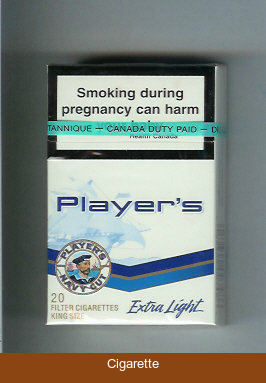 Smoking during
pregnancy can harm
TANNIQUE — CANADA DUTY PAID — D
Health Canada
Player's
PLAYER'S
NAVY CUT
20
FILTER CIGARETTES
KING SIZE
Extra Light
Cigarette